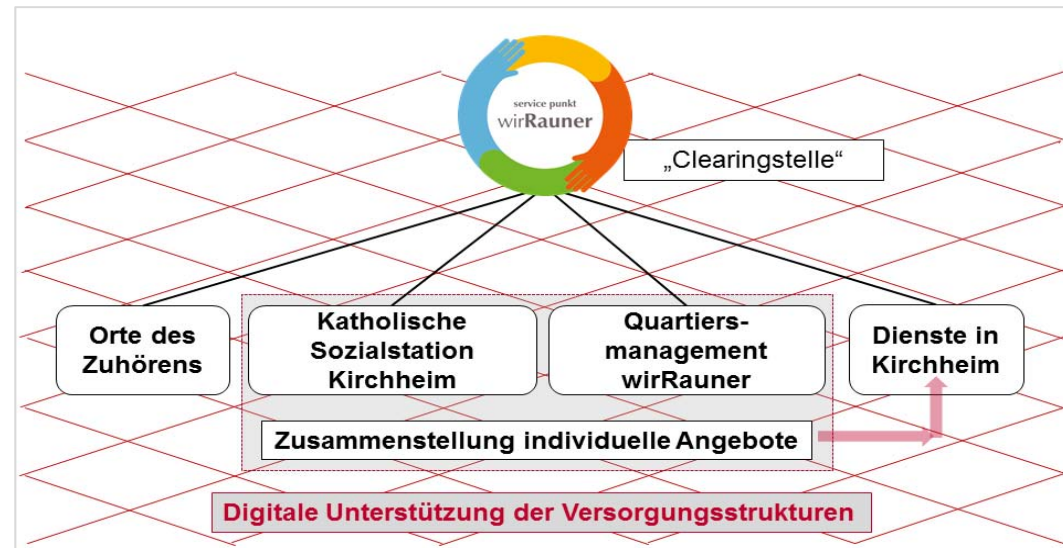 service punkt
wirRauner
„Clearingstelle“
Orte des
Zuhörens
Katholische
Sozialstation
Kirchheim
Quartiers-
management
wirRauner
Dienste in
Kirchheim
Zusammenstellung individuelle Angebote
Digitale Unterstützung der Versorgungsstrukturen